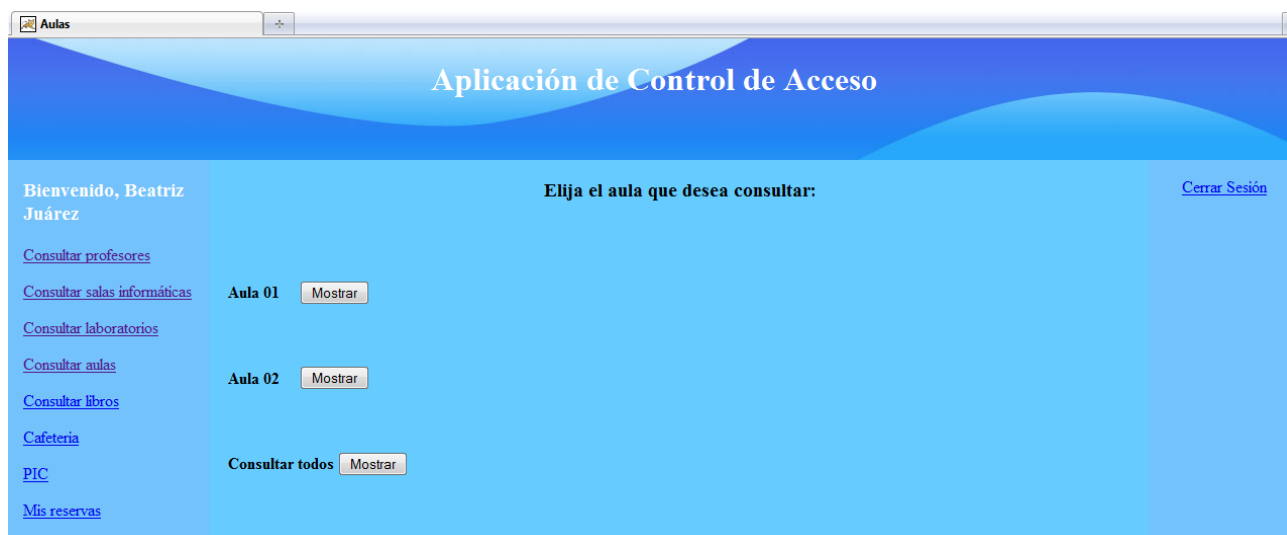 Aulas
Aplicación de Control de Acceso
Bienvenido, Beatriz
Juárez
Consultar profesores
Consultar salas informáticas
Consultar laboratorios
Consultar aulas
Consultar libros
Cafeteria
PIC
Mis reservas
Elija el aula que desea consultar:
Aula 01 Mostrar
Aula 02 Mostrar
Consultar todos Mostrar
Cerrar Sesión